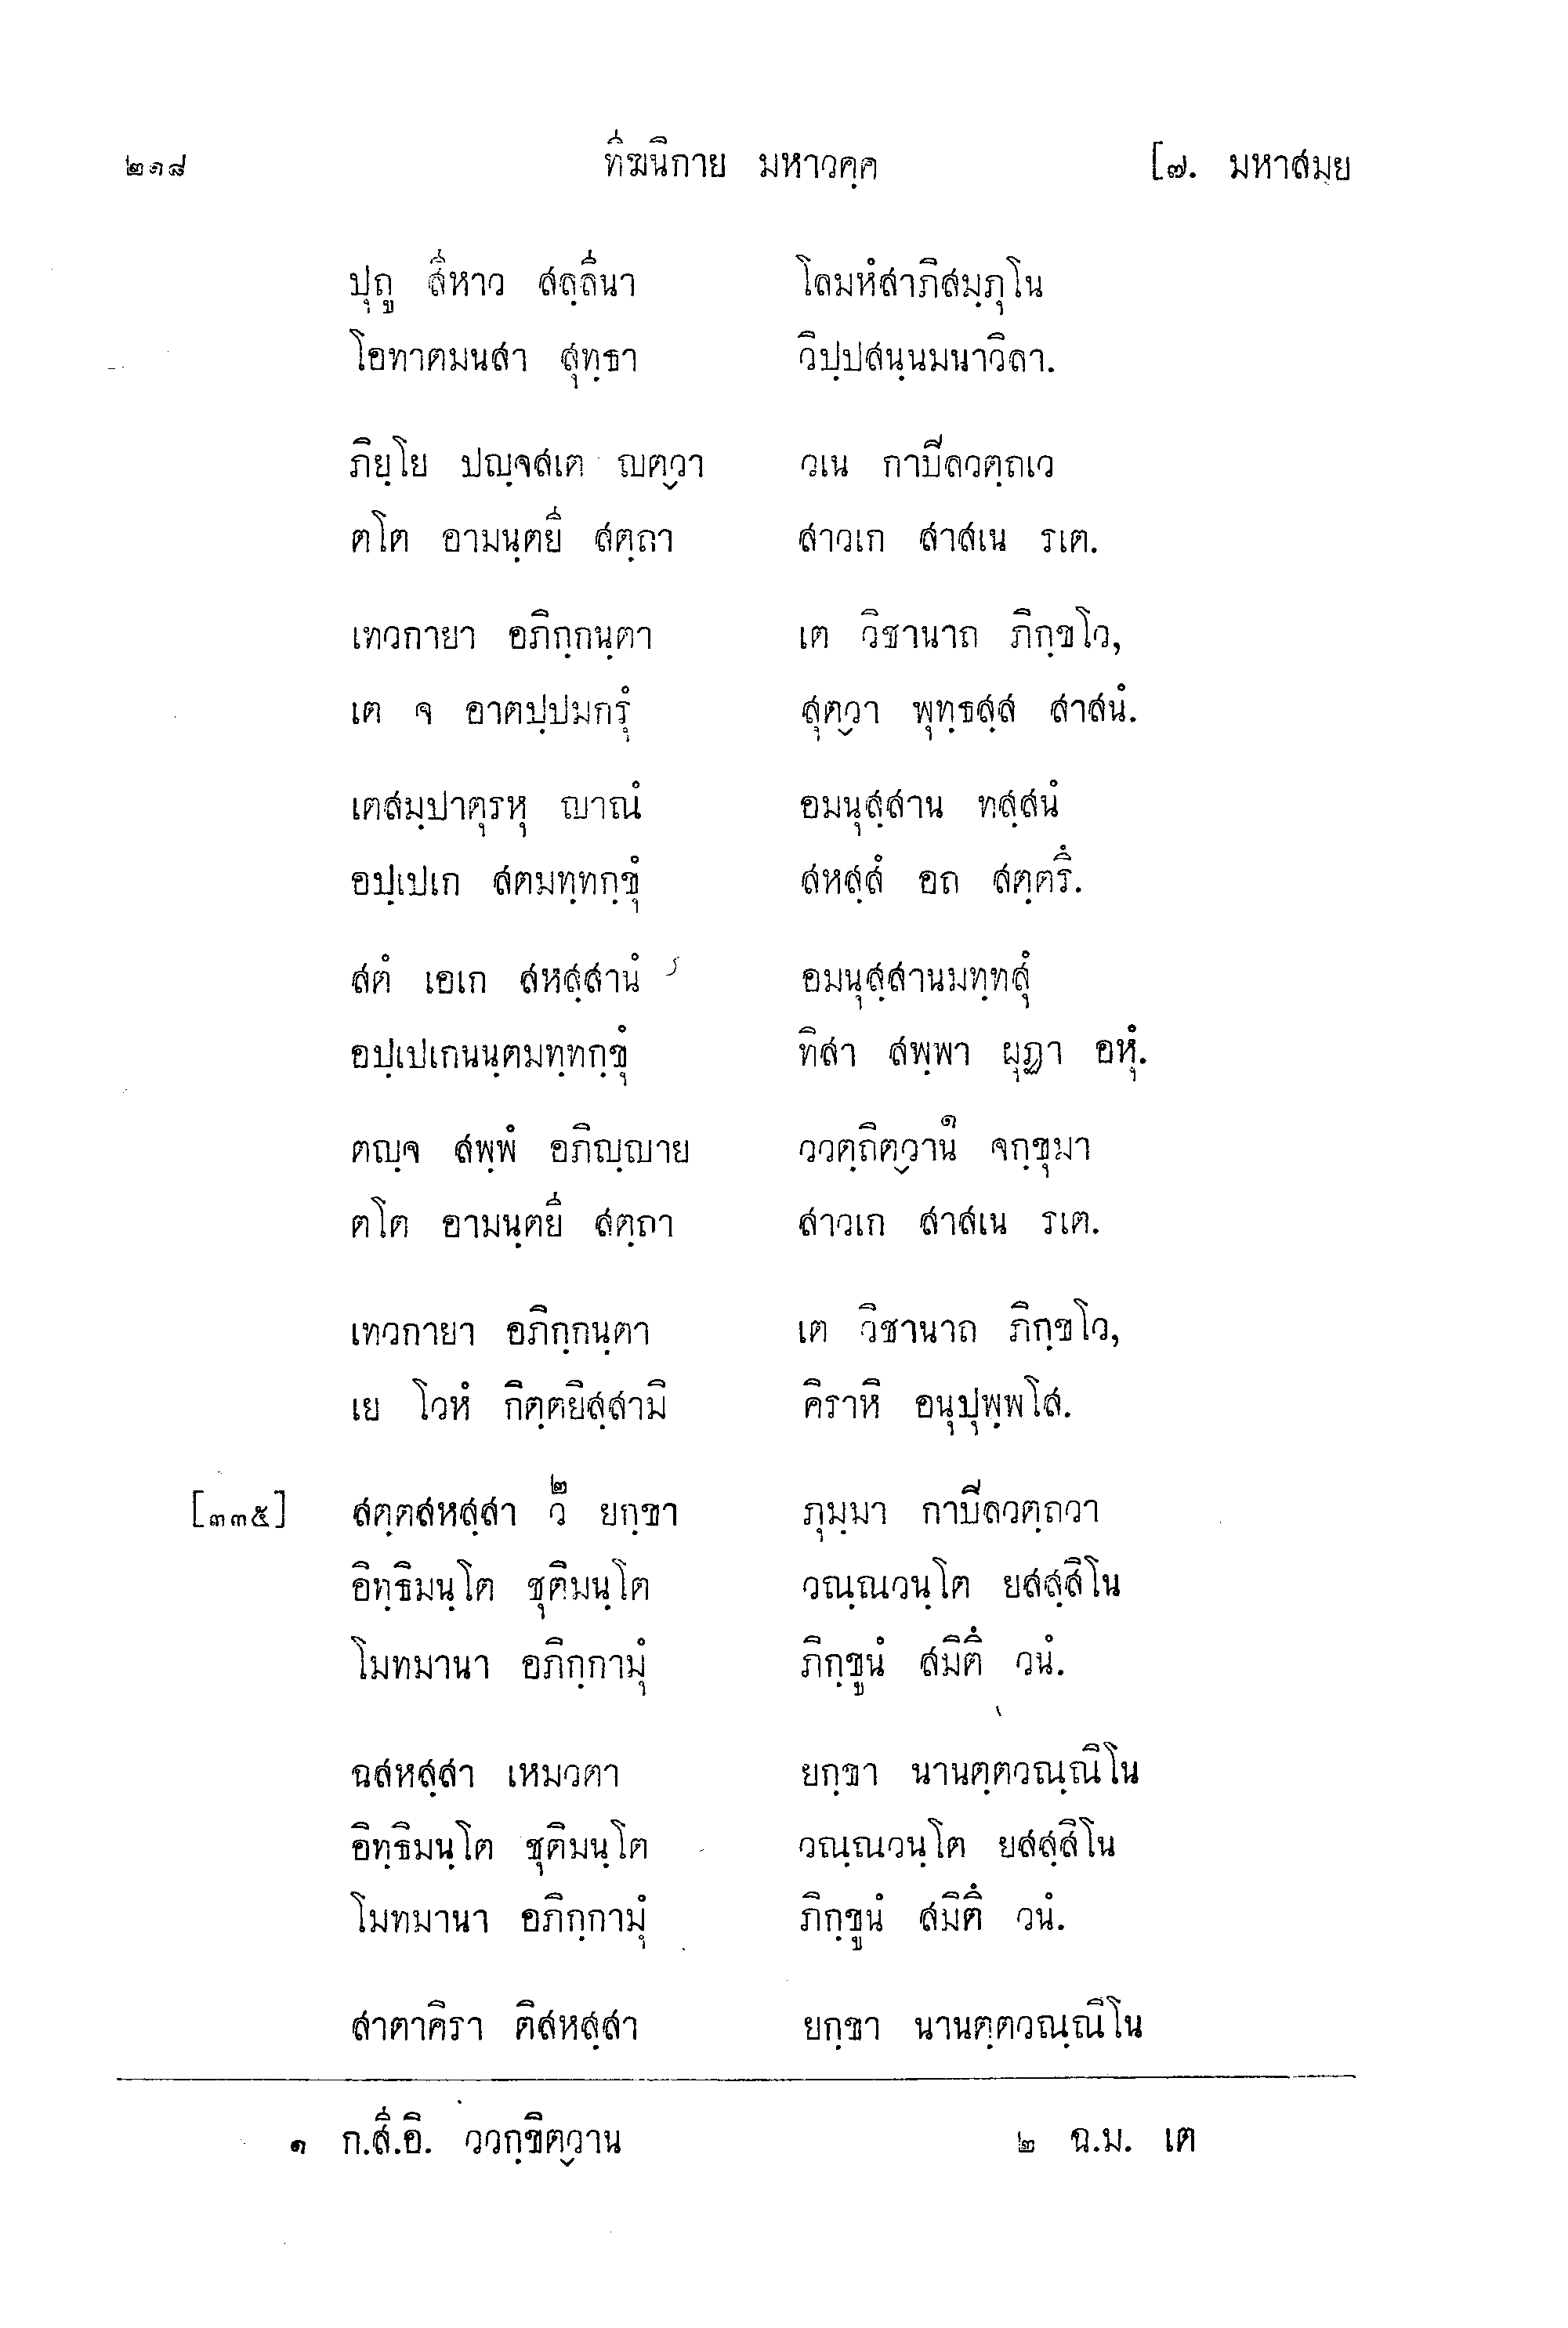 ๒๑๘ ทีฆนิกาย มหาวคฺค [๗. มหาสมย
ปุถู สีหาว สลฺลีนา โลมหํสาภิสมฺภุโน
โอทาตมนสา สุทฺธา วิปฺปสนฺนมนาวิลา.
ภิยฺโย ปญฺจสเต ญตฺวา วเน กาปิลวตฺถเว
ตโต อามนฺตยี สตฺถา สาวเก สาสเน รเต.
เทวกายา อภิกฺกนฺตา เต วิชานาถ ภิกฺขโว,
เต จ อาตปฺปมกรุํ สุตฺวา พุทฺธสฺส สาสนํ.
เตสมฺปาตุรหุ ญาณํ อมนุสฺสาน ทสฺสนํ
อปฺเปเก สตมทฺทกฺขุํ สหสฺสํ อถ สตฺตรึ.
สตํ เอเก สหสฺสานํ อมนุสฺสานมทฺทสุํ
อปฺเปเกนนฺตมทฺทกฺขุํ ทิสา สพฺพา ผุฏา อหุํ.
ตญฺจ สพฺพํ อภิญฺญาย ววตฺถิตฺวาน๑ จกฺขุมา
ตโต อามนฺตยี สตฺถา สาวเก สาสเน รเต.
เทวกายา อภิกฺกนฺตา เต วิชานาถ ภิกฺขโว,
เย โวหํ กิตฺตยิสฺสามิ คิราหิ อนุปุพฺพโส.
[๓๓๕] สตฺตสหสฺสา ว๒ ยกฺขา ภุมฺมา กาปิลวตฺถวา
อิทฺธิมนฺโต ชุติมนฺโต วณฺณวนฺโต ยสสฺสิโน
โมทมานา อภิกฺกามุํ ภิกฺขูนํ สมิตึ วนํ.
ฉสหสฺสา เหมวตา ยกฺขา นานตฺตวณฺณิโน
อิทฺธิมนฺโต ชุติมนฺโต วณฺณวนฺโต ยสสฺสิโน
โมทมานา อภิกฺกามุํ ภิกฺขูนํ สมิตึ วนํ.
สาตาคิรา ติสหสฺสา ยกฺขา นานตฺตวณฺณิโน
๑ ก.สี.อิ. ววกฺขิตฺวาน ๒ ฉ.ม. เต